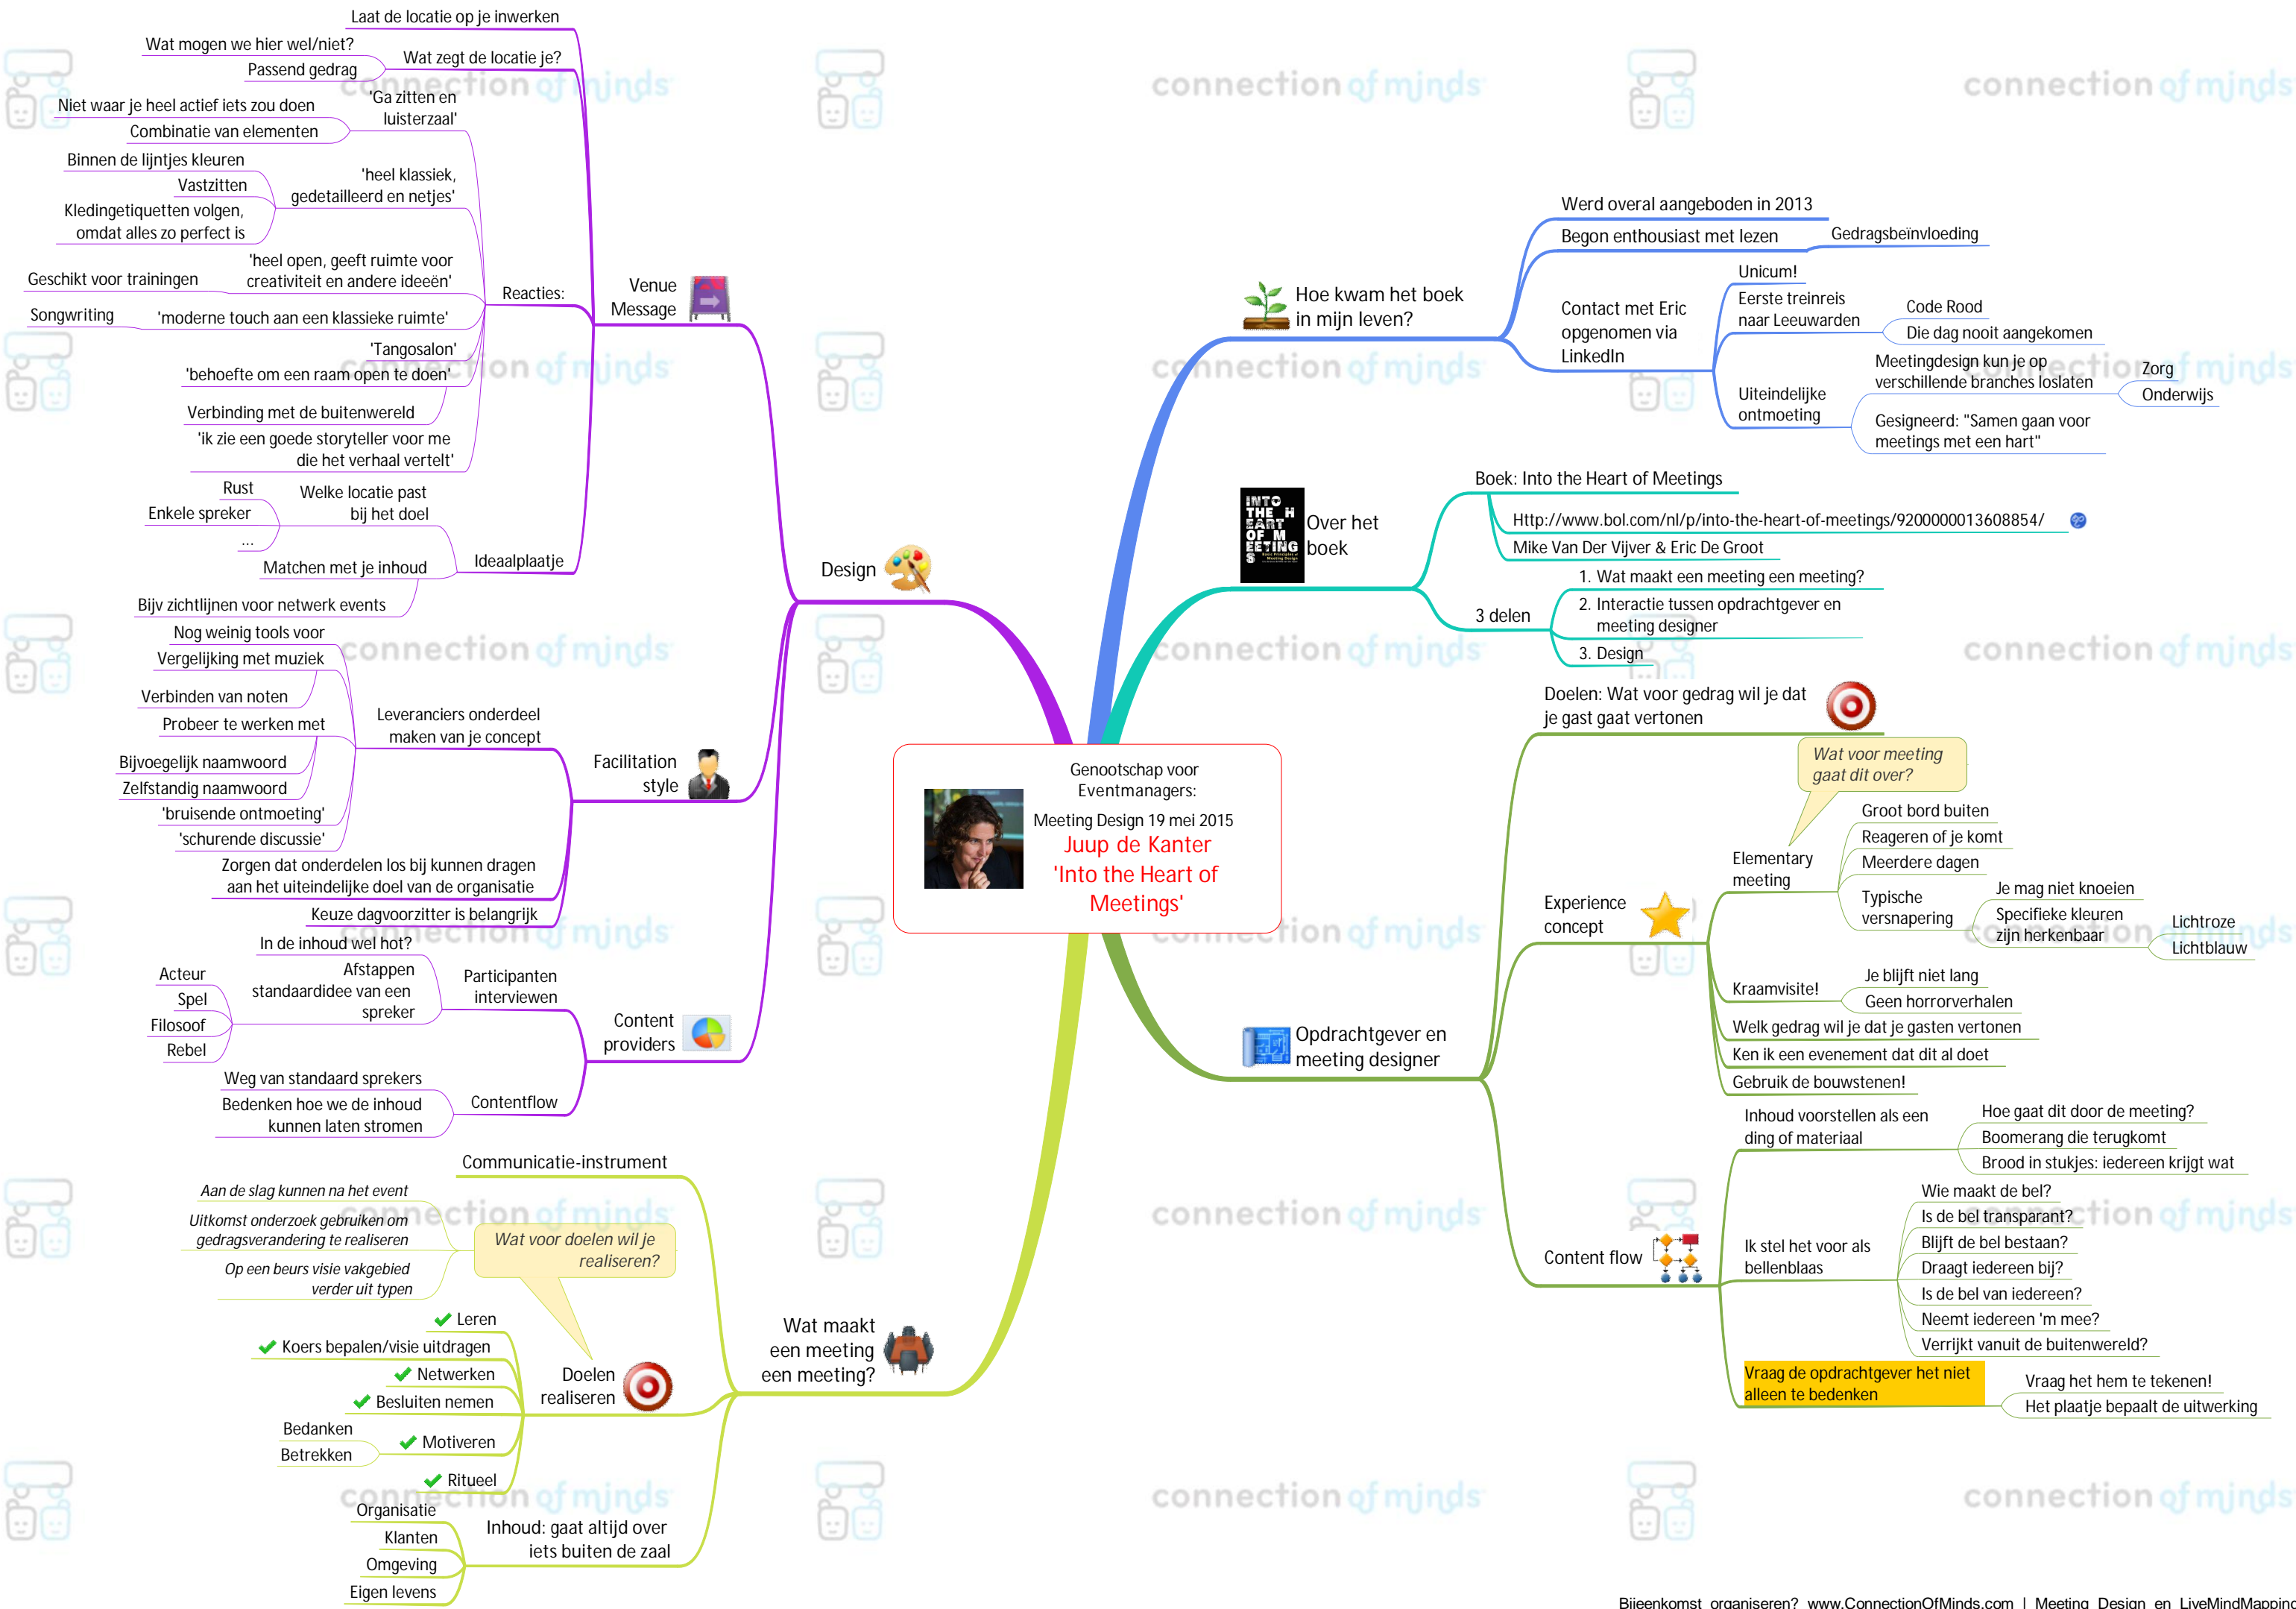 Genootschap voor
Eventmanagers:
Meeting Design 19 mei 2015
Juup de Kanter
'Into the Heart of
Meetings'
Hoe kwam het boek
in mijn leven?
Werd overal aangeboden in 2013
Begon enthousiast met lezen
Gedragsbeïnvloeding
Contact met Eric
opgenomen via
LinkedIn
Unicum!
Eerste treinreis
naar Leeuwarden
Code Rood
Die dag nooit aangekomen
Uiteindelijke
ontmoeting
Meetingdesign kun je op
verschillende branches loslaten
Zorg
Onderwijs
Gesigneerd: "Samen gaan voor
meetings met een hart"
INTO
THE H
EART
OF M
EETING
S
Over het
boek
Boek: Into the Heart of Meetings
Http://www.bol.com/nl/p/into-the-heart-of-meetings/9200000013608854/
Mike Van Der Vijver & Eric De Groot
3 delen
1. Wat maakt een meeting een meeting?
2. Interactie tussen opdrachtgever en
meeting designer
3. Design
Opdrachtgever en
meeting designer
Doelen: Wat voor gedrag wil je dat
je gast gaat vertonen
Experience
concept
Wat voor meeting
gaat dit over?
Elementary
meeting
Groot bord buiten
Reageren of je komt
Meerdere dagen
Typische
versnapering
Je mag niet knoeien
Specifieke kleuren
zijn herkenbaar
Lichtroze
Lichtblauw
Kraamvisite!
Je blijft niet lang
Geen horrorverhalen
Welk gedrag wil je dat je gasten vertonen
Ken ik een evenement dat dit al doet
Gebruik de bouwstenen!
Content flow
Inhoud voorstellen als een
ding of materiaal
Hoe gaat dit door de meeting?
Boomerang die terugkomt
Brood in stukjes: iedereen krijgt wat
Ik stel het voor als
bellenblaas
Wie maakt de bel?
Is de bel transparant?
Blijft de bel bestaan?
Draagt iedereen bij?
Is de bel van iedereen?
Neemt iedereen 'm mee?
Verrijkt vanuit de buitenwereld?
Vraag de opdrachtgever het niet
alleen te bedenken
Vraag het hem te tekenen!
Het plaatje bepaalt de uitwerking
Wat maakt
een meeting
een meeting?
Communicatie-instrument
Doelen
realiseren
Wat voor doelen wil je
realiseren?
Aan de slag kunnen na het event
Uitkomst onderzoek gebruiken om
gedragsverandering te realiseren
Op een beurs visie vakgebied
verder uit typen
Leren
Koers bepalen/visie uitdragen
Netwerken
Besluiten nemen
Motiveren
Bedanken
Betrekken
Ritueel
Inhoud: gaat altijd over
iets buiten de zaal
Organisatie
Klanten
Omgeving
Eigen levens
Design
Venue
Message
Laat de locatie op je inwerken
Wat zegt de locatie je?
Wat mogen we hier wel/niet?
Passend gedrag
Reacties:
'Ga zitten en
luisterzaal'
Niet waar je heel actief iets zou doen
Combinatie van elementen
'heel klassiek,
gedetailleerd en netjes'
Binnen de lijntjes kleuren
Vastzitten
Kledingetiquetten volgen,
omdat alles zo perfect is
'heel open, geeft ruimte voor
creativiteit en andere ideeën'
Geschikt voor trainingen
'moderne touch aan een klassieke ruimte'
Songwriting
'Tangosalon'
'behoefte om een raam open te doen'
Verbinding met de buitenwereld
'ik zie een goede storyteller voor me
die het verhaal vertelt'
Ideaalplaatje
Welke locatie past
bij het doel
Rust
Enkele spreker
...
Matchen met je inhoud
Bijv zichtlijnen voor netwerk events
Facilitation
style
Leveranciers onderdeel
maken van je concept
Nog weinig tools voor
Vergelijking met muziek
Verbinden van noten
Probeer te werken met
Bijvoegelijk naamwoord
Zelfstandig naamwoord
'bruisende ontmoeting'
'schurende discussie'
Zorgen dat onderdelen los bij kunnen dragen
aan het uiteindelijke doel van de organisatie
Keuze dagvoorzitter is belangrijk
Content
providers
Participanten
interviewen
In de inhoud wel hot?
Afstappen
standaardidee van een
spreker
Acteur
Spel
Filosoof
Rebel
Contentflow
Weg van standaard sprekers
Bedenken hoe we de inhoud
kunnen laten stromen
connection of minds
Bijeenkomst organiseren? www.ConnectionOfMinds.com | Meeting Design en LiveMindMapping